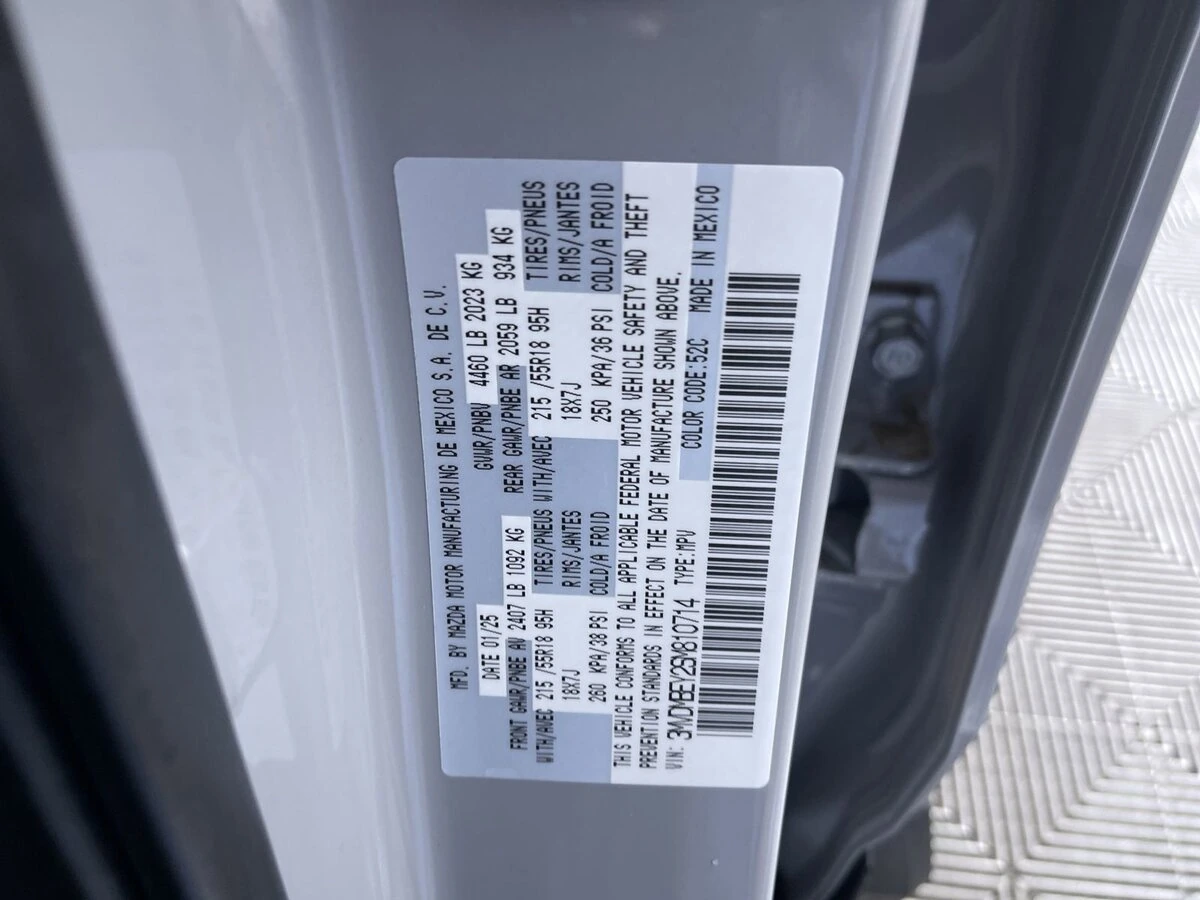 MFD. BY MAZDA MOTOR MANUFACTURING DE MEXICO S.A. DE C.V.
DATE 01/25 GVWR/PNBV 4460 LB 2023 KG
FRONT GAWR/PNBE AV 2407 LB 1092 KG REAR GAWR/PNBE AR 2059 LB 934 KG
WITH/AVEC 215 /55R18 95H TIRES/PNEUS WITH/AVEC 215 /55R18 95H TIRES/PNEUS
18X7J RIMS/JANTES 18X7J RIMS/JANTES
260 KPA/38 PSI COLD/A FROID 250 KPA/36 PSI COLD/A FROID
THIS VEHICLE CONFORMS TO ALL APPLICABLE FEDERAL MOTOR VEHICLE SAFETY AND THEFT
PREVENTION STANDARDS IN EFFECT ON THE DATE OF MANUFACTURE SHOWN ABOVE.
VIN: 3MVDMBEY2SM810714 TYPE:MPV COLOR CODE:52C MADE IN MEXICO